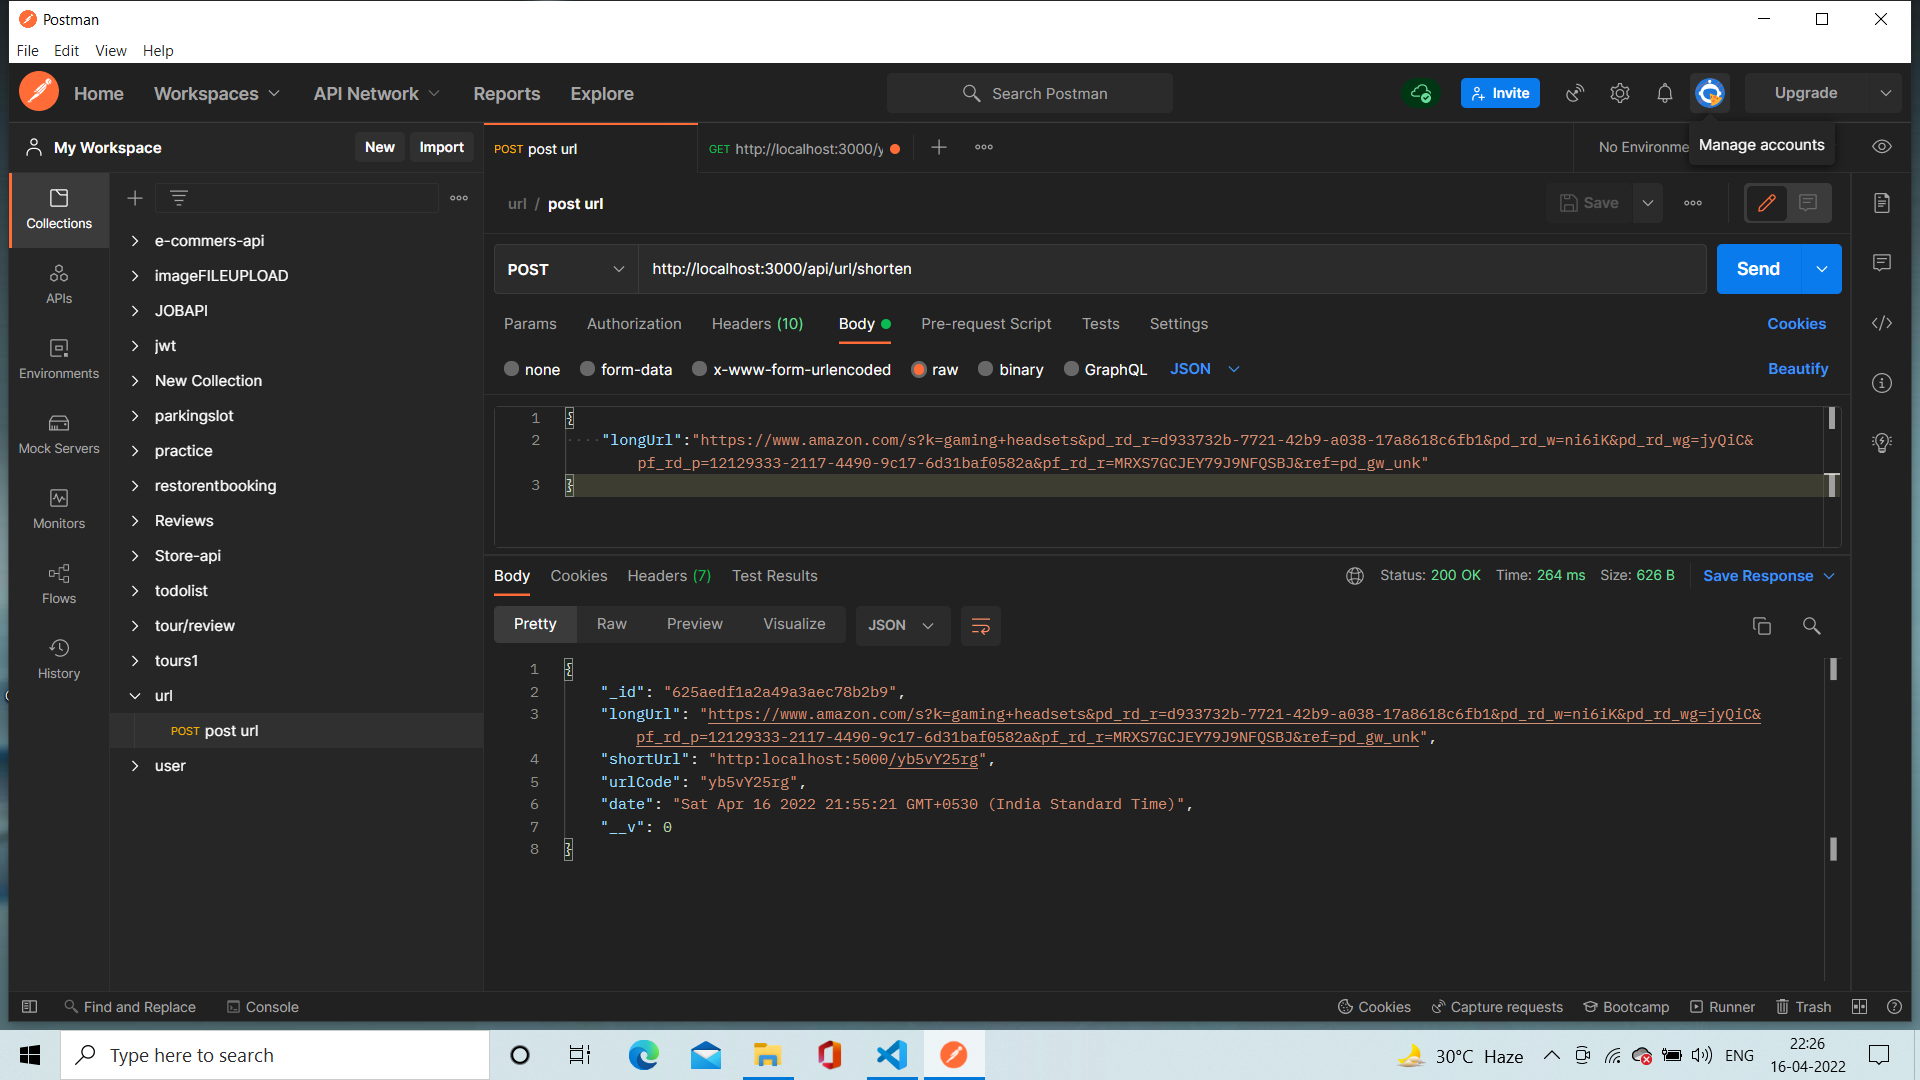 Postman
File Edit View Help
Home Workspaces API Network Reports Explore Search Postman Invite Upgrade
My Workspace New Import POST post url GET http://localhost:3000/y No Environme Manage accounts
Collections
APIs
Environments
Mock Servers
Monitors
Flows
History
e-commers-api
imageFILEUPLOAD
JOBAPI
jwt
New Collection
parkingslot
practice
restorentbooking
Reviews
Store-api
todolist
tour/review
tours1
url
POST post url
user
url / post url Save
POST http://localhost:3000/api/url/shorten Send
Params Authorization Headers (10) Body Pre-request Script Tests Settings Cookies
none form-data x-www-form-urlencoded raw binary GraphQL JSON Beautify
1 {
2 "longUrl":"https://www.amazon.com/s?k=gaming+headsets&pd_rd_r=d933732b-7721-42b9-a038-17a8618c6fb1&pd_rd_w=ni6iK&pd_rd_wg=jyQiC&
pf_rd_p=12129333-2117-4490-9c17-6d31baf0582a&pf_rd_r=MRXS7GCJEY79J9NFQSBJ&ref=pd_gw_unk"
3 }
Body Cookies Headers (7) Test Results Status: 200 OK Time: 264 ms Size: 626 B Save Response
Pretty Raw Preview Visualize JSON
1 {
2 "_id": "625aedf1a2a49a3aec78b2b9",
3 "longUrl": "https://www.amazon.com/s?k=gaming+headsets&pd_rd_r=d933732b-7721-42b9-a038-17a8618c6fb1&pd_rd_w=ni6iK&pd_rd_wg=jyQiC&
pf_rd_p=12129333-2117-4490-9c17-6d31baf0582a&pf_rd_r=MRXS7GCJEY79J9NFQSBJ&ref=pd_gw_unk",
4 "shortUrl": "http:localhost:5000/yb5vY25rg",
5 "urlCode": "yb5vY25rg",
6 "date": "Sat Apr 16 2022 21:55:21 GMT+0530 (India Standard Time)",
7 "__v": 0
8 }
Find and Replace Console Cookies Capture requests Bootcamp Runner Trash
Type here to search 30°C Haze ENG 22:26
16-04-2022